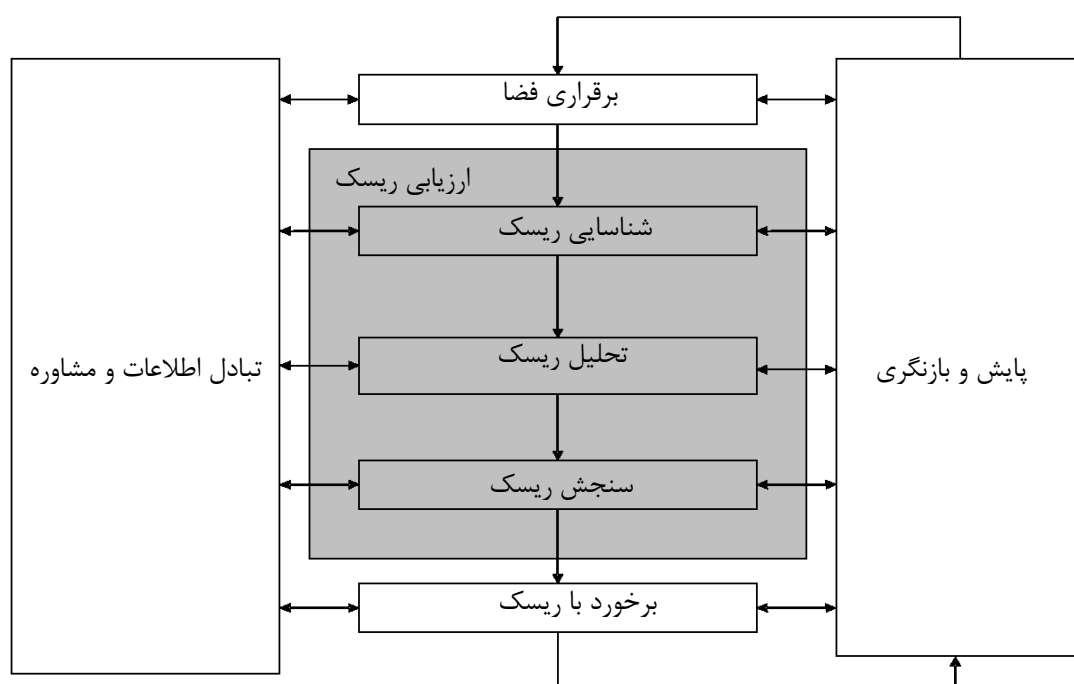 برقراری فضا
ارزیابی ریسک
شناسایی ریسک
تحلیل ریسک
سنجش ریسک
برخورد با ریسک
پایش و بازنگری
تبادل اطلاعات و مشاوره